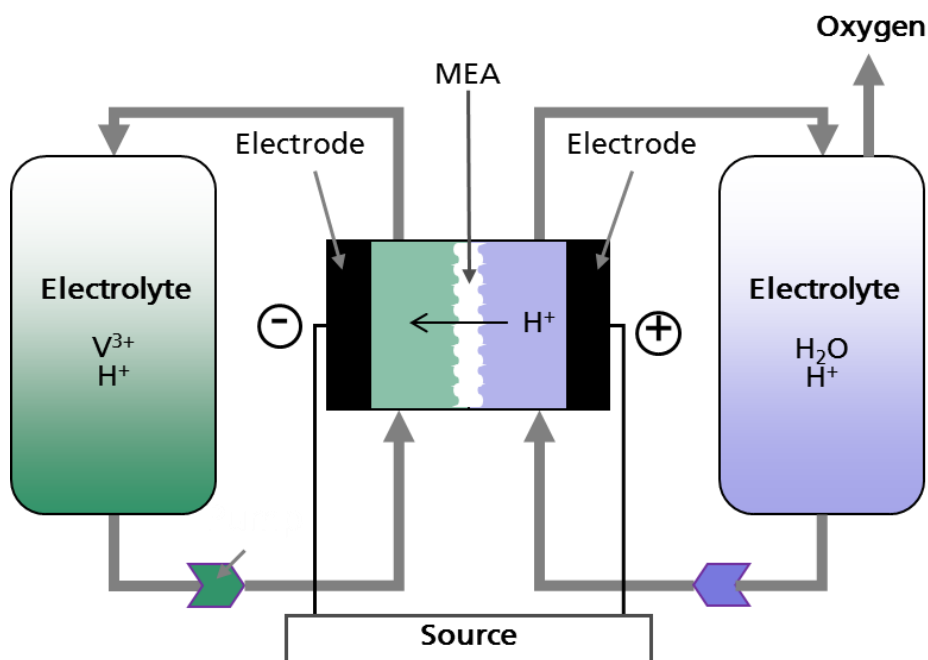 Oxygen
MEA
Electrode
Electrode
Electrolyte
V³⁺
H⁺
−
H⁺
+
Electrolyte
H₂O
H⁺
Source